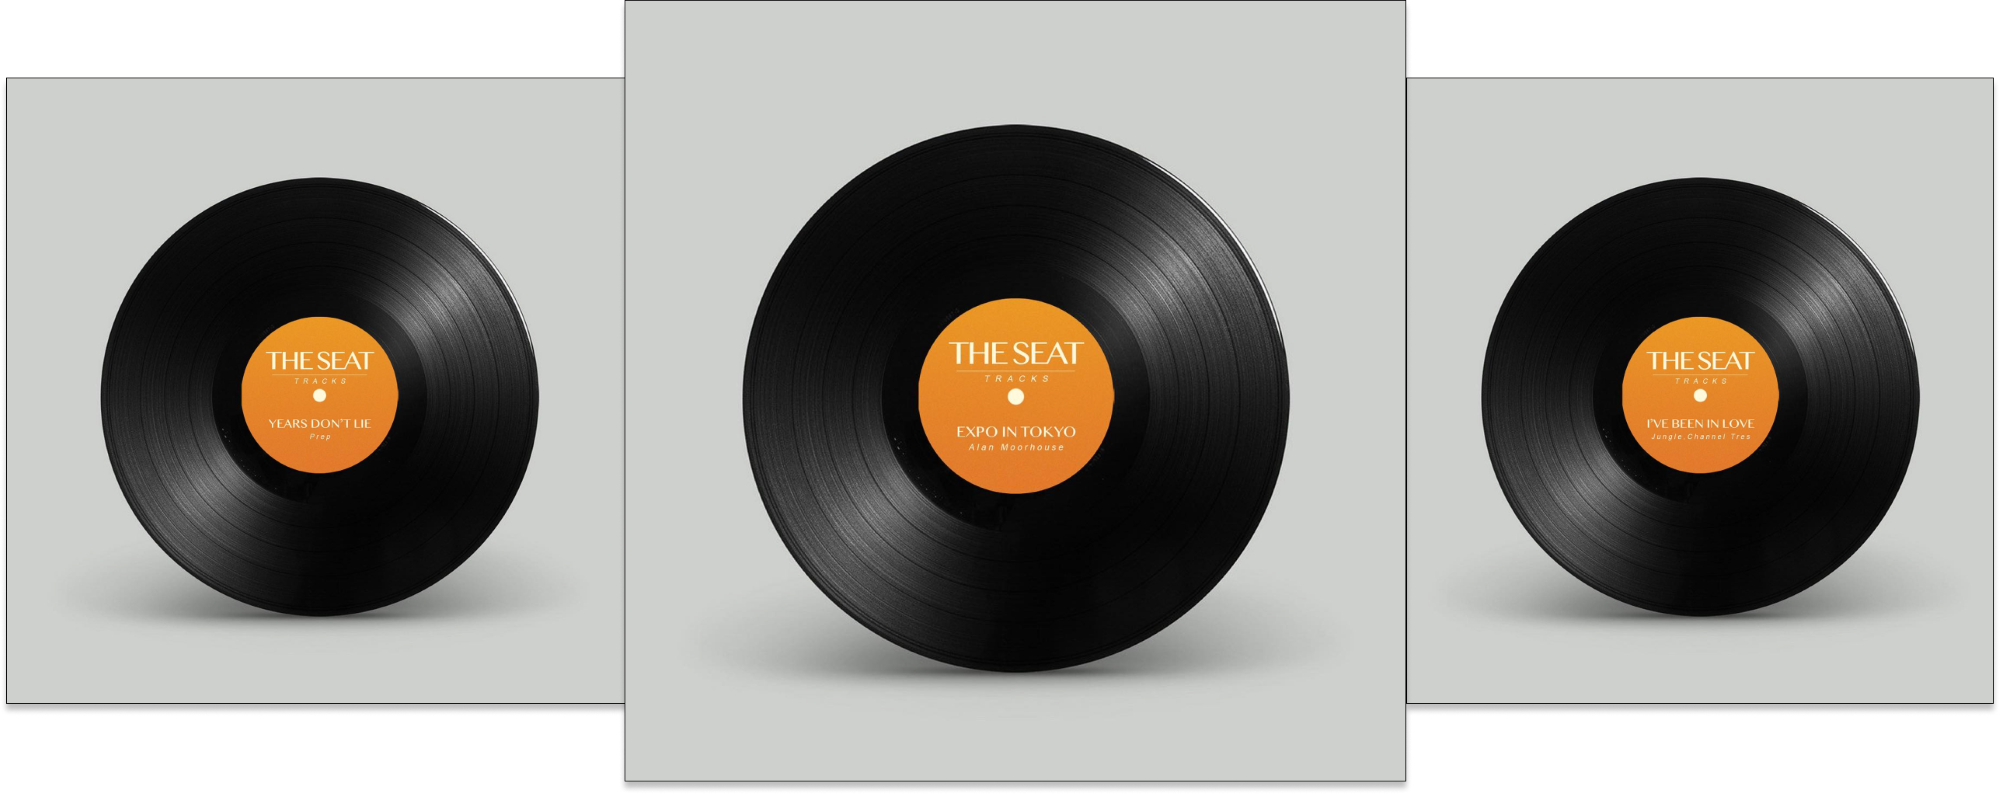 THE SEAT
TRACKS
YEARS DON'T LIE
Prep
THE SEAT
TRACKS
EXPO IN TOKYO
Alan Moorhouse
THE SEAT
TRACKS
I'VE BEEN IN LOVE
Jungle.Channel Tres